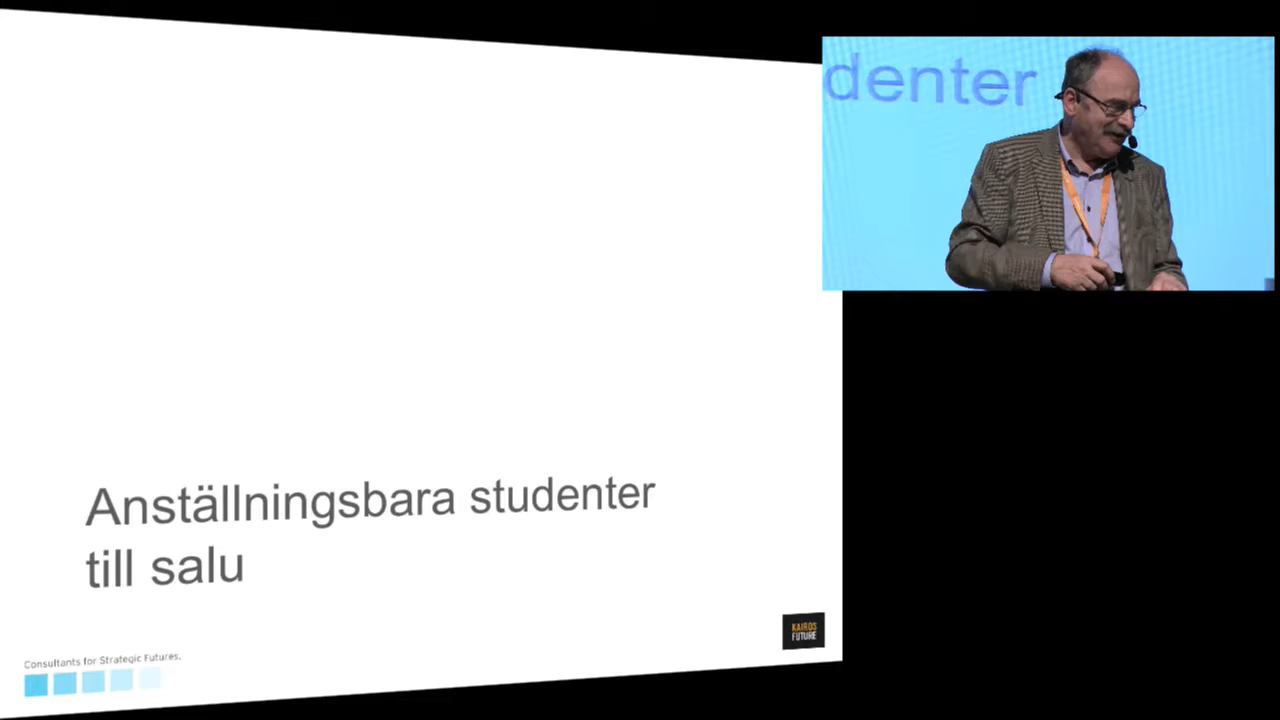 denter
Anställningsbara studenter
till salu
KAIROS
FUTURE
Consultants for Strategic Futures.